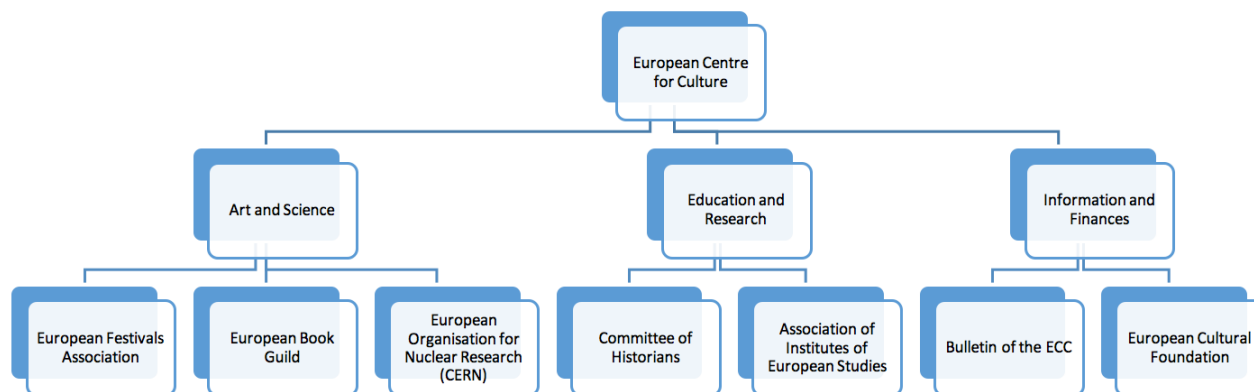 European Centre
for Culture
Art and Science
Education and
Research
Information and
Finances
European Festivals
Association
European Book
Guild
European
Organisation for
Nuclear Research
(CERN)
Committee of
Historians
Association of
Institutes of
European Studies
Bulletin of the ECC
European Cultural
Foundation